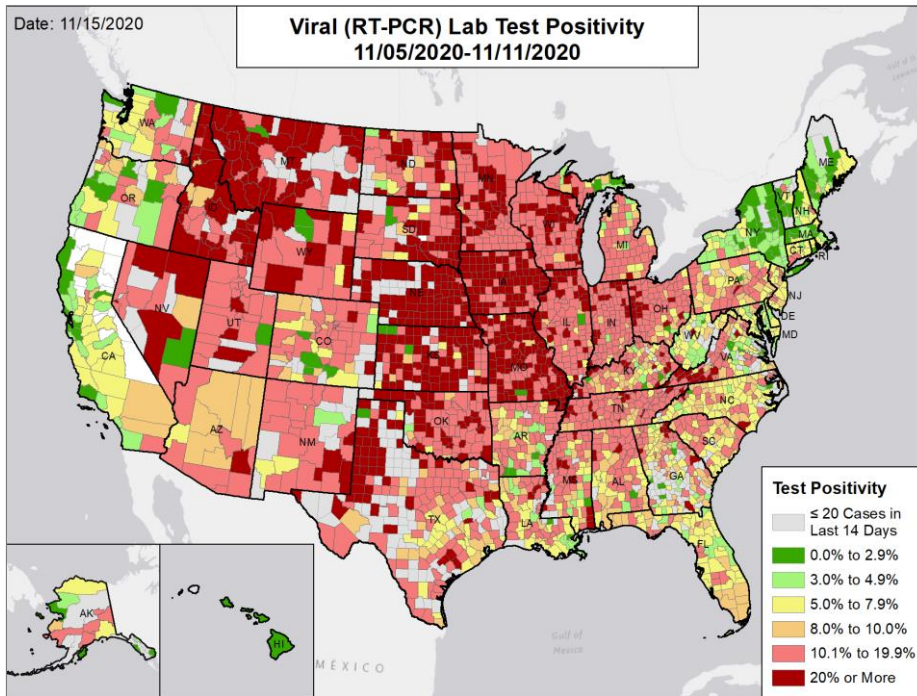 Date: 11/15/2020
Viral (RT-PCR) Lab Test Positivity
11/05/2020-11/11/2020
WA
MT
ND
MN
ME
OR
ID
SD
WI
MI
VT
NH
NY
MA
CT
RI
WY
NE
IA
PA
NJ
NV
UT
CO
IL
IN
OH
DE
MD
WV
VA
CA
KS
MO
KY
NC
AZ
NM
OK
AR
TN
SC
MS
AL
GA
TX
LA
FL
AK
HI
MÉXICO
Gulf of
Mexico
Test Positivity
≤ 20 Cases in
Last 14 Days
0.0% to 2.9%
3.0% to 4.9%
5.0% to 7.9%
8.0% to 10.0%
10.1% to 19.9%
20% or More